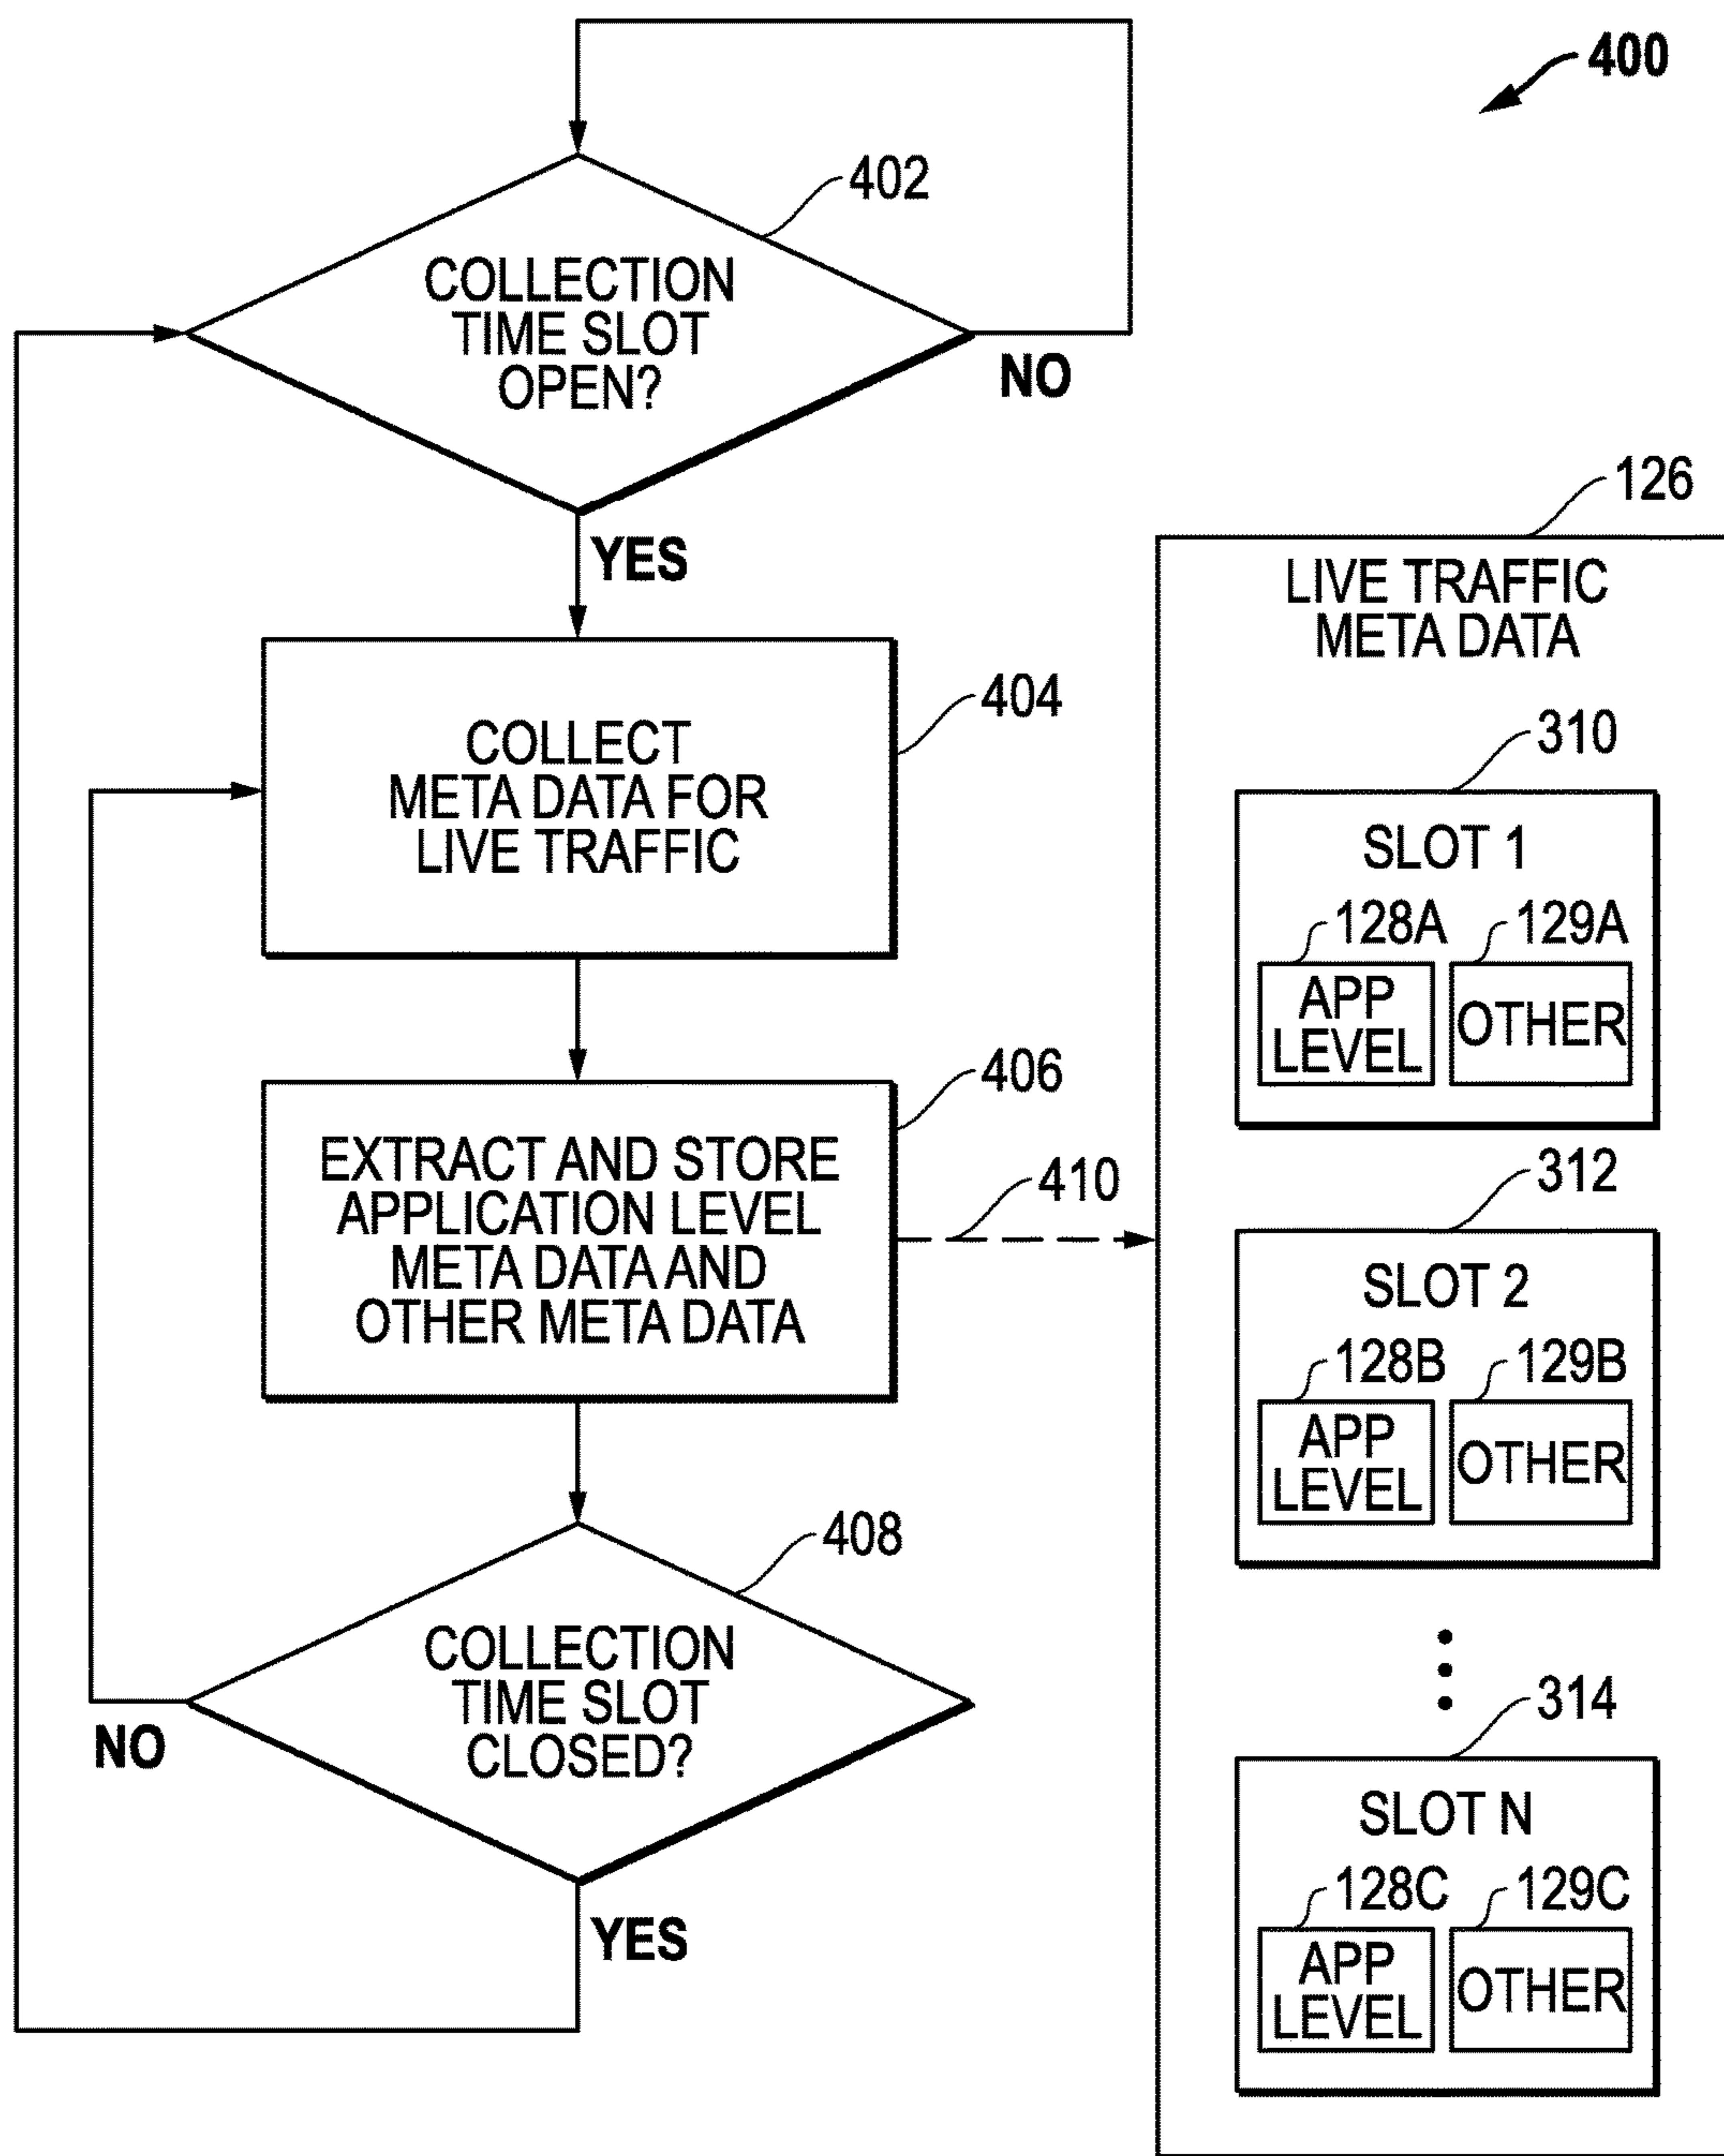 400
402
COLLECTION
TIME SLOT
OPEN?
NO
YES
404
COLLECT
META DATA FOR
LIVE TRAFFIC
406
EXTRACT AND STORE
APPLICATION LEVEL
META DATA AND
OTHER META DATA
410
408
COLLECTION
TIME SLOT
CLOSED?
NO
YES
126
LIVE TRAFFIC
META DATA
310
SLOT 1
128A 129A
APP
LEVEL
OTHER
312
SLOT 2
128B 129B
APP
LEVEL
OTHER
314
SLOT N
128C 129C
APP
LEVEL
OTHER